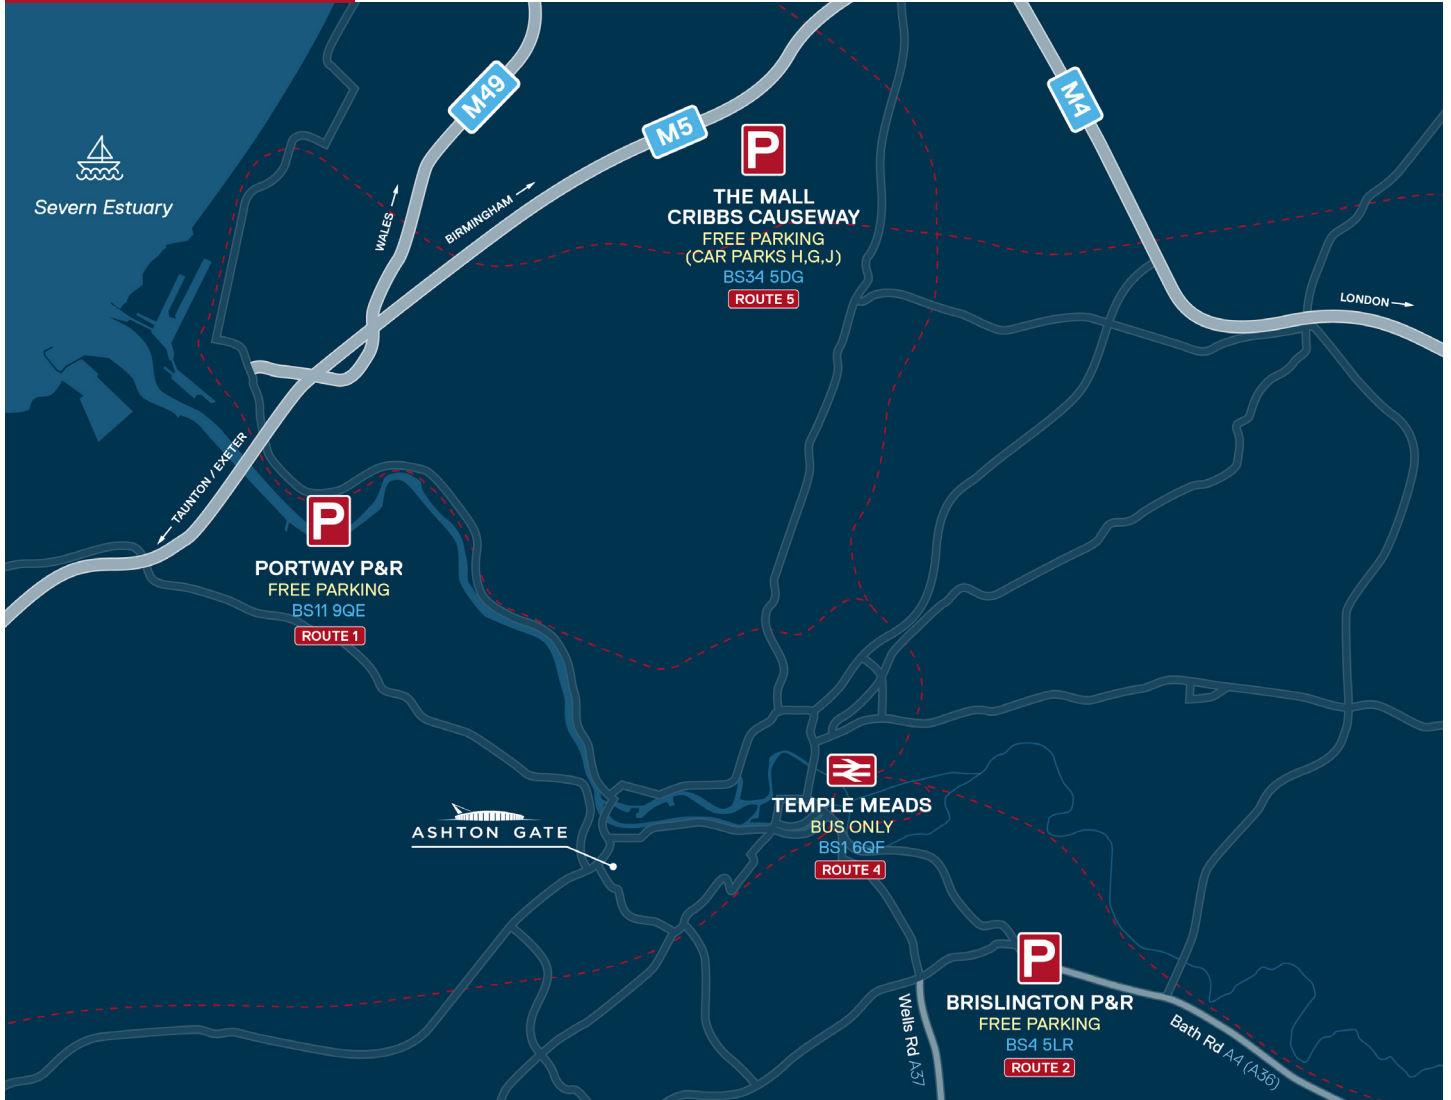 M49
M5
M4
Severn Estuary
WALES
BIRMINGHAM
P
THE MALL
CRIBBS CAUSEWAY
FREE PARKING
(CAR PARKS H,G,J)
BS34 5DG
ROUTE 5
LONDON
TAUNTON / EXETER
P
PORTWAY P&R
FREE PARKING
BS11 9QE
ROUTE 1
ASHTON GATE
TEMPLE MEADS
BUS ONLY
BS1 6QF
ROUTE 4
P
BRISLINGTON P&R
FREE PARKING
BS4 5LR
ROUTE 2
Wells Rd A37
Bath Rd A4 (A36)